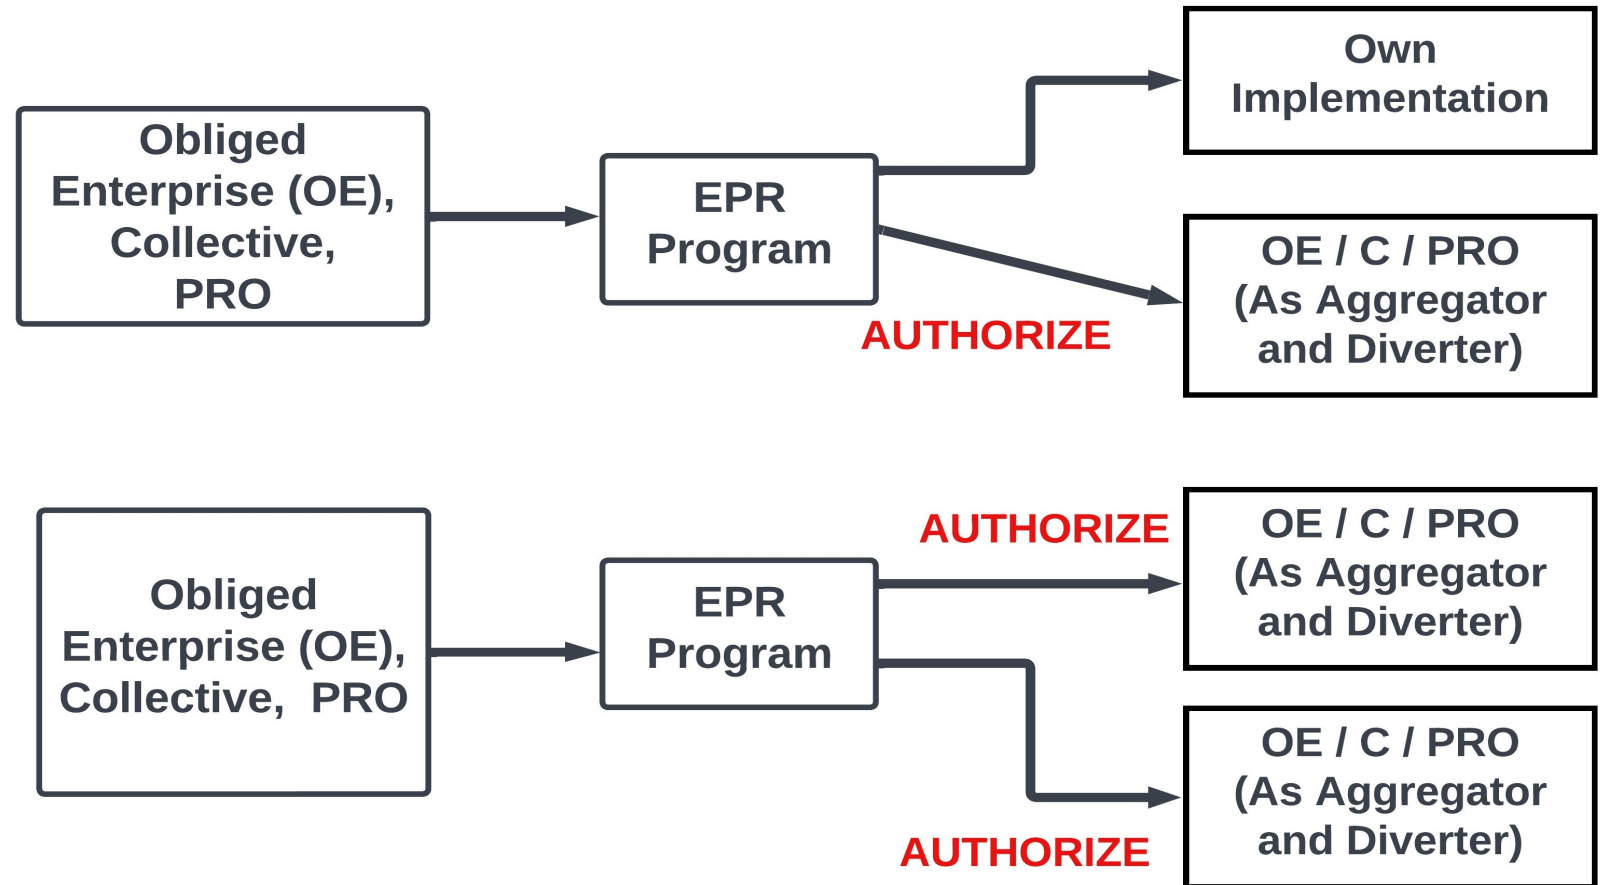 Obliged
Enterprise (OE),
Collective,
PRO
EPR
Program
Own
Implementation
OE / C / PRO
(As Aggregator
and Diverter)
AUTHORIZE
Obliged
Enterprise (OE),
Collective,  PRO
EPR
Program
AUTHORIZE
OE / C / PRO
(As Aggregator
and Diverter)
OE / C / PRO
(As Aggregator
and Diverter)
AUTHORIZE